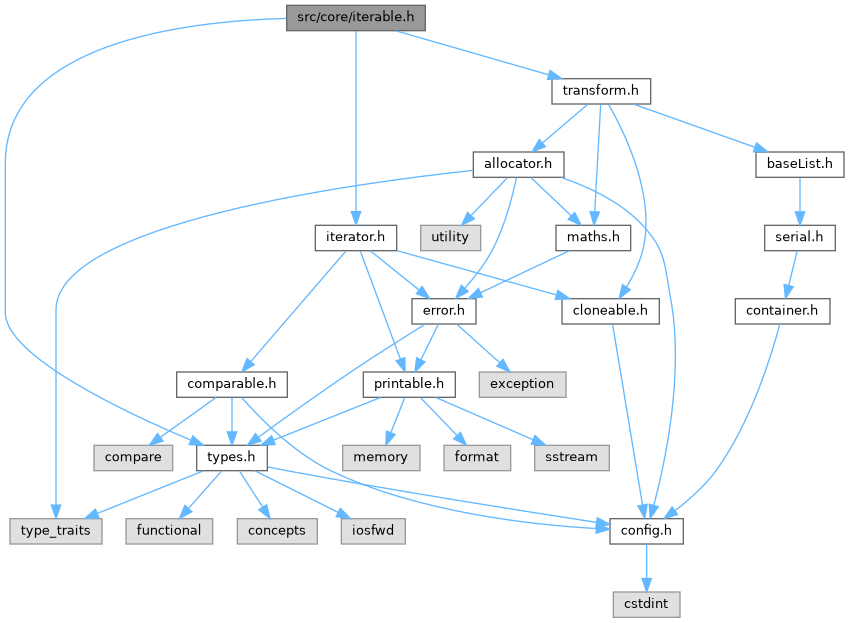 src/core/iterable.h
transform.h
allocator.h
baseList.h
iterator.h
utility
maths.h
serial.h
error.h
cloneable.h
container.h
comparable.h
printable.h
exception
compare
types.h
memory
format
sstream
type_traits
functional
concepts
iosfwd
config.h
cstdint